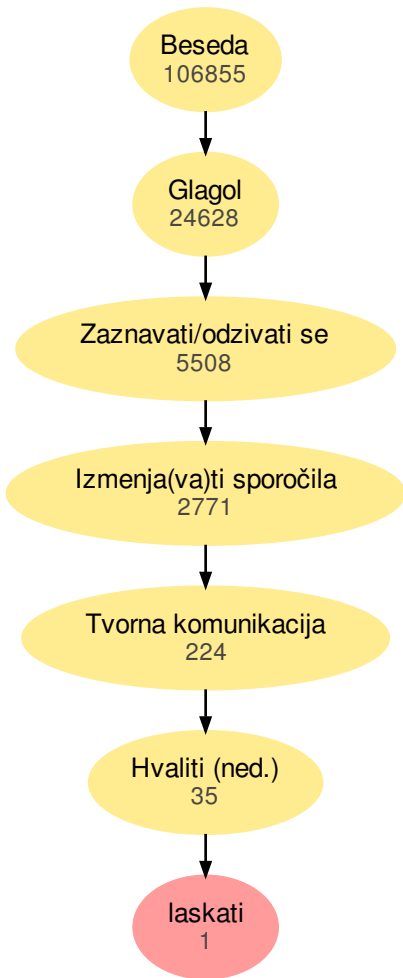 Beseda
106855
Glagol
24628
Zaznavati/odzivati se
5508
Izmenja(va)ti sporočila
2771
Tvorna komunikacija
224
Hvaliti (ned.)
35
laskati
1